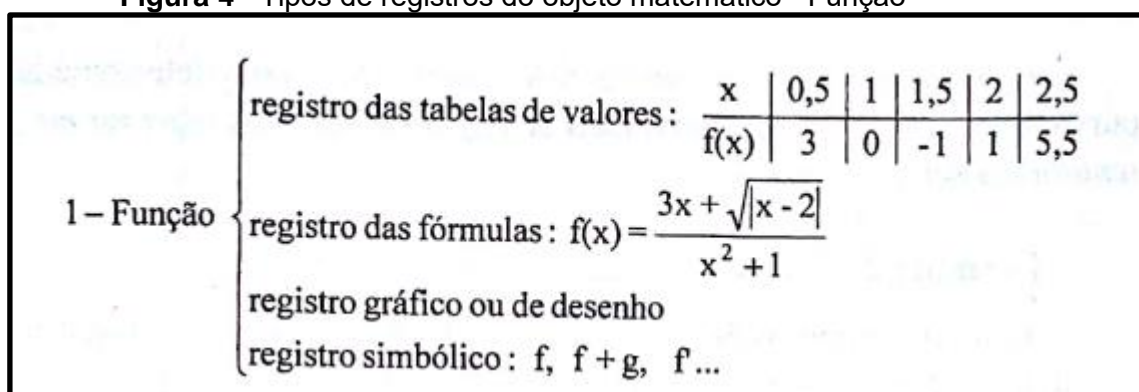 Figura 4 - Tipos de registros do objeto matemático - Função
registro das tabelas de valores : x | 0,5 | 1 | 1,5 | 2 | 2,5
f(x) | 3 | 0 | -1 | 1 | 5,5
1 – Função
registro das fórmulas : f(x) = (3x + √|x - 2|) / (x² + 1)
registro gráfico ou de desenho
registro simbólico : f, f + g, f'...